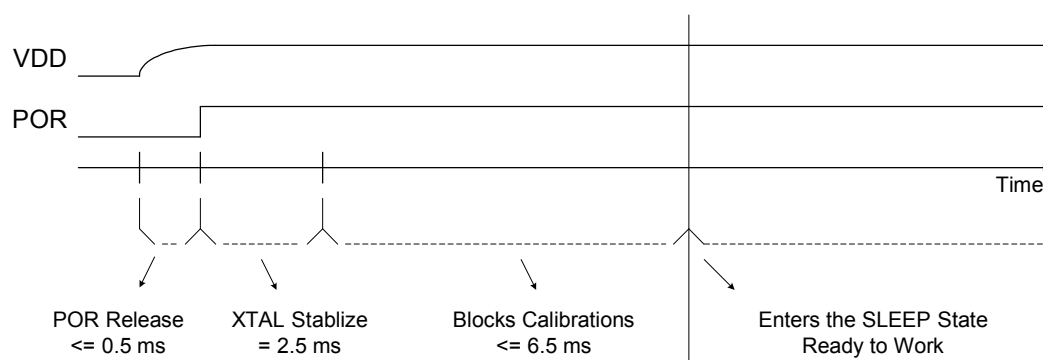 VDD
POR
Time
POR Release
<= 0.5 ms
XTAL Stablize
= 2.5 ms
Blocks Calibrations
<= 6.5 ms
Enters the SLEEP State
Ready to Work